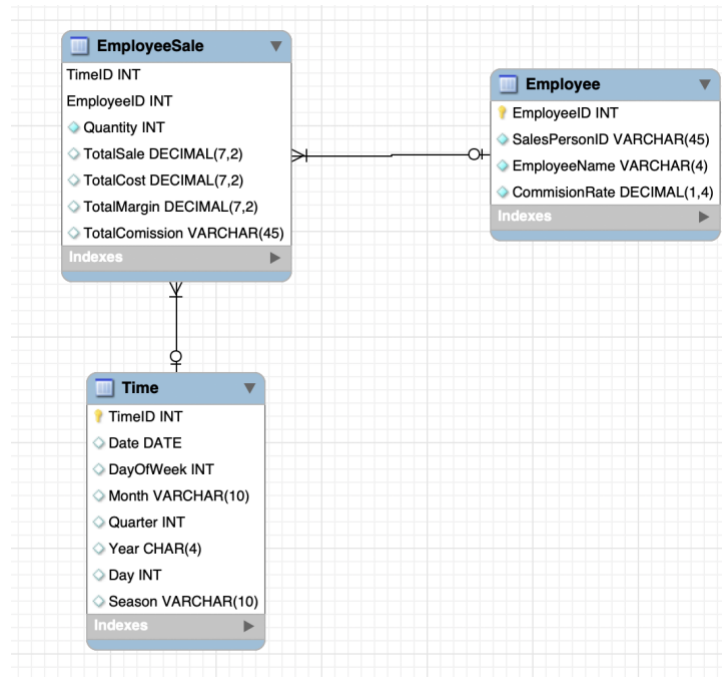 EmployeeSale
TimeID INT
EmployeeID INT
Quantity INT
TotalSale DECIMAL(7,2)
TotalCost DECIMAL(7,2)
TotalMargin DECIMAL(7,2)
TotalComission VARCHAR(45)
Indexes
Employee
EmployeeID INT
SalesPersonID VARCHAR(45)
EmployeeName VARCHAR(4)
CommisionRate DECIMAL(1,4)
Indexes
Time
TimeID INT
Date DATE
DayOfWeek INT
Month VARCHAR(10)
Quarter INT
Year CHAR(4)
Day INT
Season VARCHAR(10)
Indexes